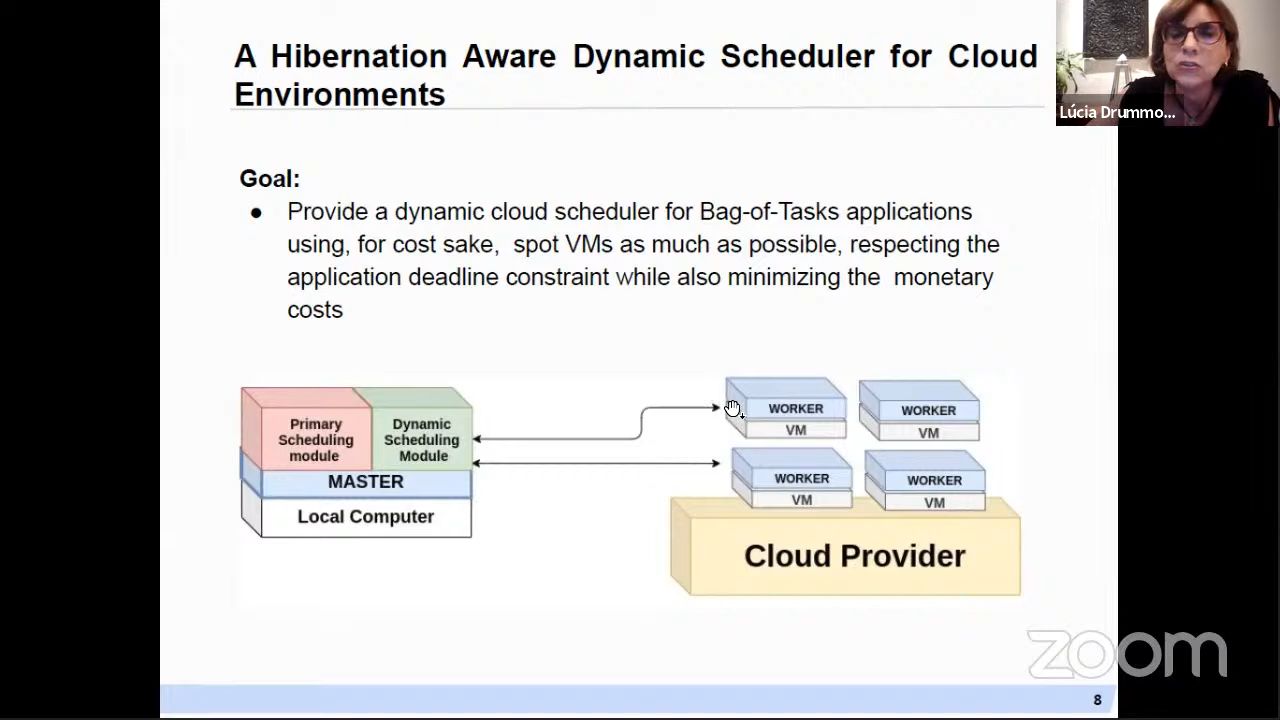 A Hibernation Aware Dynamic Scheduler for Cloud
Environments
Lúcia Drummo...
Goal:
● Provide a dynamic cloud scheduler for Bag-of-Tasks applications
using, for cost sake, spot VMs as much as possible, respecting the
application deadline constraint while also minimizing the monetary
costs
Primary
Scheduling
module
Dynamic
Scheduling
Module
MASTER
Local Computer
WORKER
VM
WORKER
VM
WORKER
VM
WORKER
VM
Cloud Provider
zoom
8